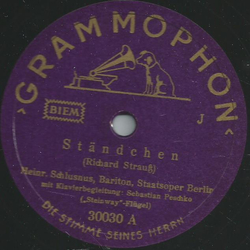 GRAMMOPHON
BIEM
J
Ständchen
(Richard Strauß)
Heinr. Schlusnus, Bariton, Staatsoper Berlin
mit Klavierbegleitung: Sebastian Peschko
(„Steinway"-Flügel)
30030 A
DIE STIMME SEINES HERRN